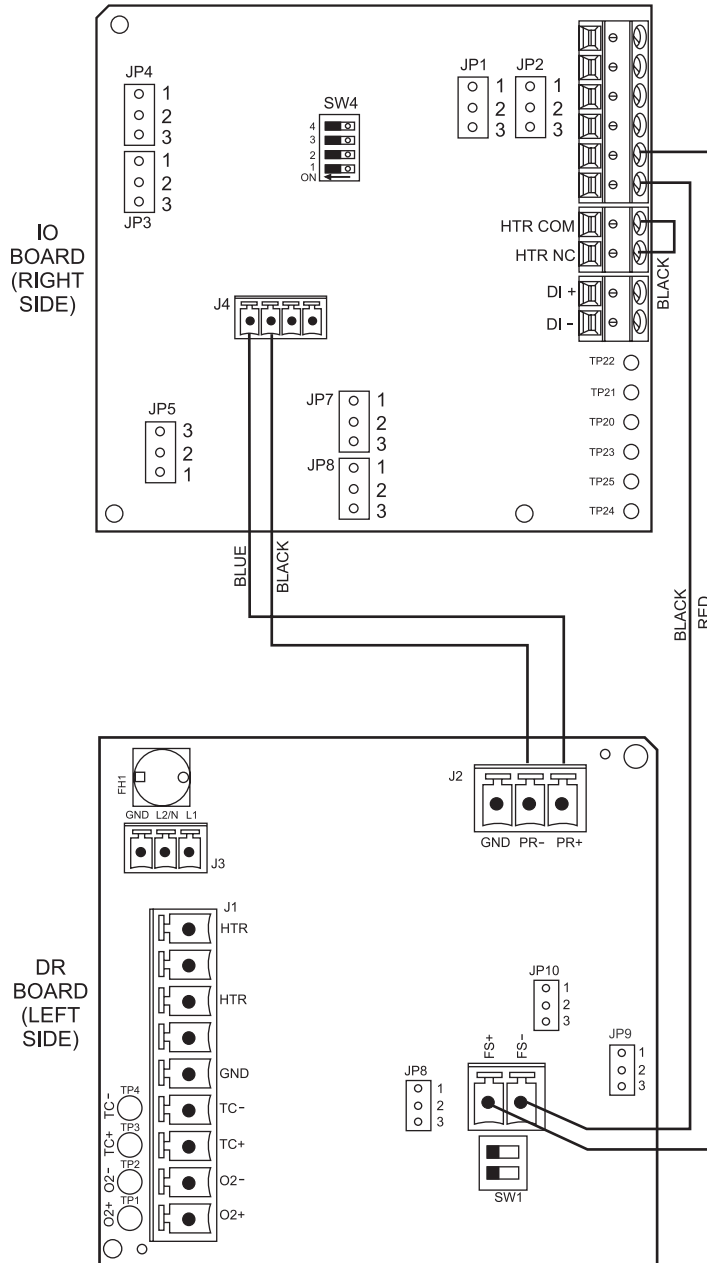 JP4
1
2
3
1
2
3
JP3
SW4
4
3
2
1
ON
JP1
1
2
3
JP2
1
2
3
IO
BOARD
(RIGHT
SIDE)
HTR COM
HTR NC
BLACK
DI +
DI -
J4
TP22
TP21
TP20
TP23
TP25
TP24
JP5
3
2
1
JP7
1
2
3
JP8
1
2
3
BLUE
BLACK
BLACK
RED
FH1
GND L2/N L1
J3
J2
GND PR- PR+
DR
BOARD
(LEFT
SIDE)
J1
HTR
HTR
GND
TC-
TC+
O2-
O2+
TC- TP4
TC+ TP3
O2- TP2
O2+ TP1
JP10
1
2
3
JP9
1
2
3
JP8
1
2
3
FS+
FS-
SW1